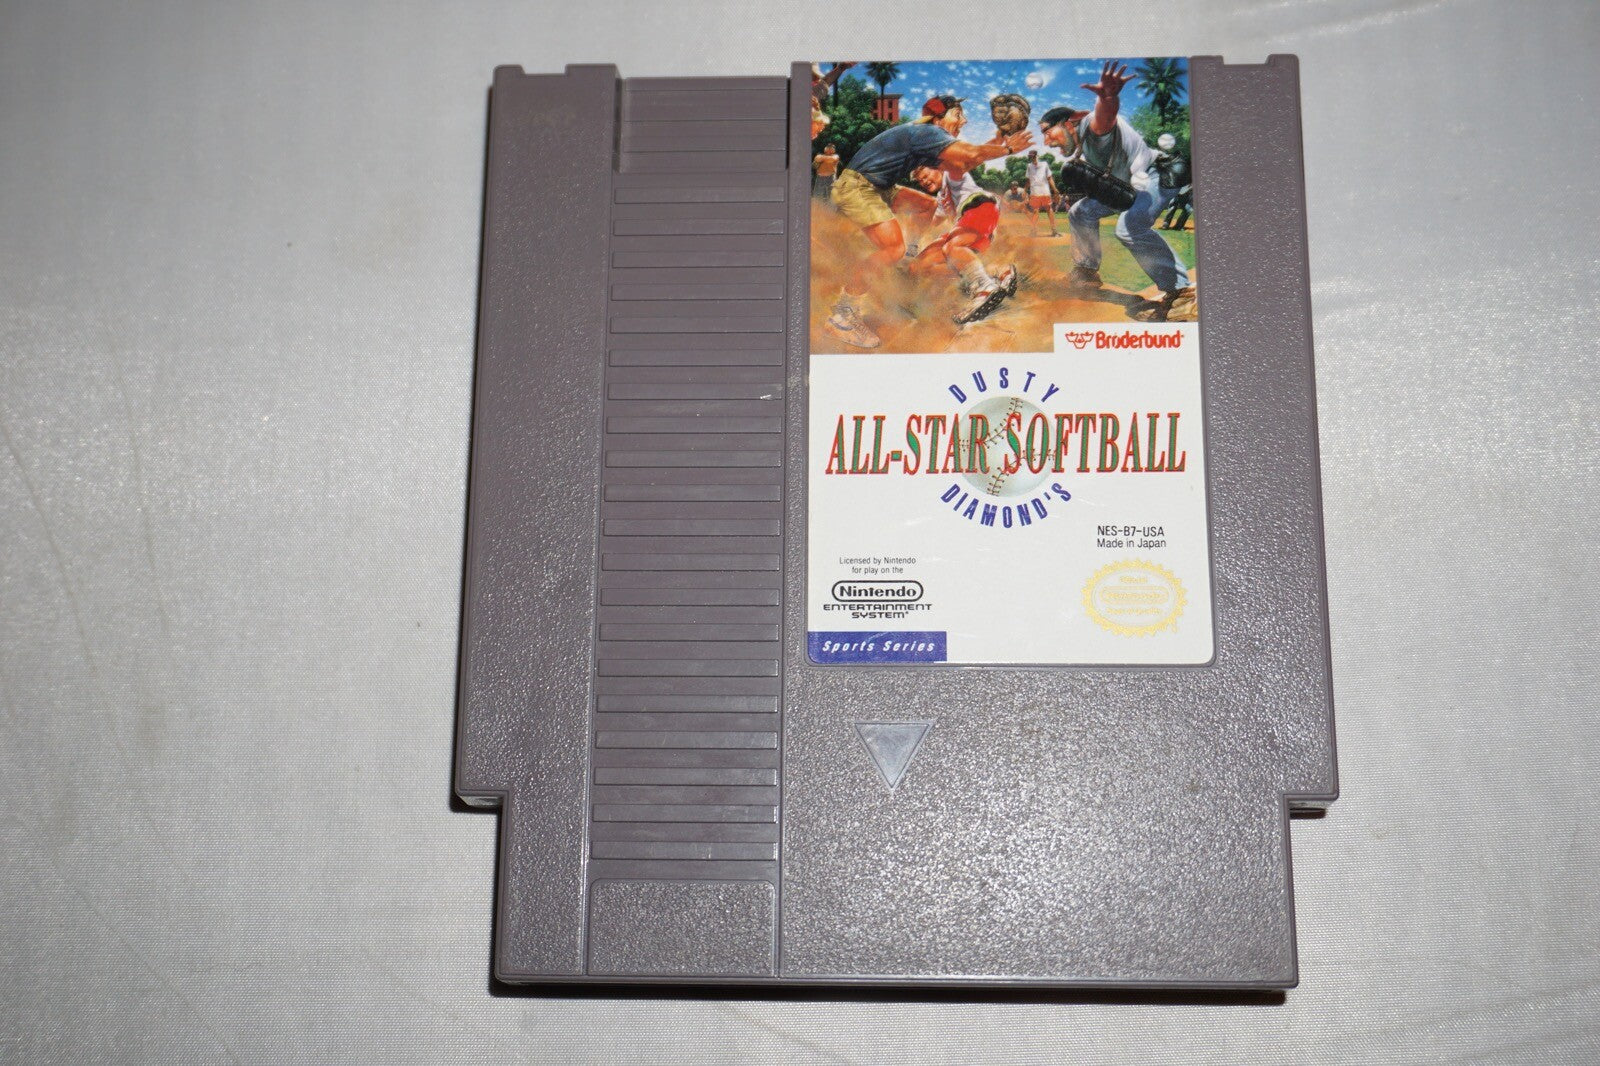 Brøderbund
DUSTY
ALL-STAR SOFTBALL
DIAMOND'S
NES-B7-USA
Made in Japan
Licensed by Nintendo
for play on the
Nintendo
ENTERTAINMENT
SYSTEM
Sports Series